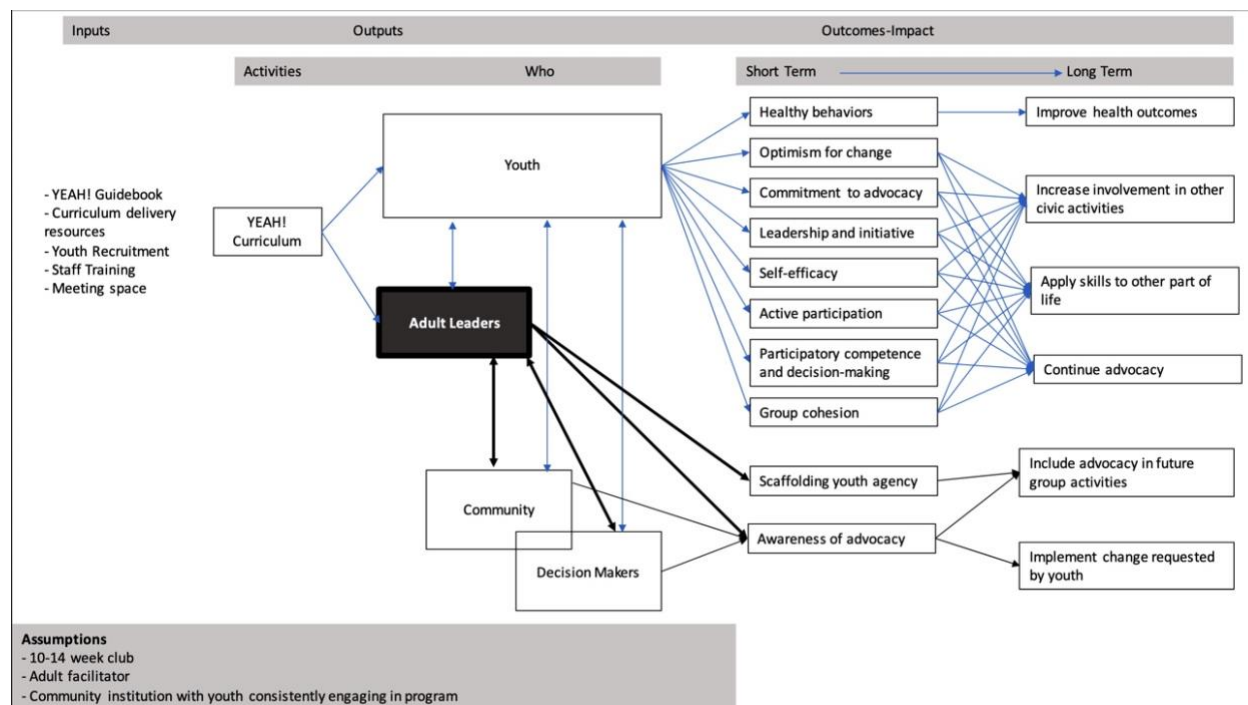 Inputs
Outputs
Outcomes-Impact
Activities
Who
Short Term
Long Term
- YEAH! Guidebook
- Curriculum delivery
resources
- Youth Recruitment
- Staff Training
- Meeting space
YEAH!
Curriculum
Youth
Adult Leaders
Community
Decision Makers
Healthy behaviors
Optimism for change
Commitment to advocacy
Leadership and initiative
Self-efficacy
Active participation
Participatory competence
and decision-making
Group cohesion
Scaffolding youth agency
Awareness of advocacy
Improve health outcomes
Increase involvement in other
civic activities
Apply skills to other part of
life
Continue advocacy
Include advocacy in future
group activities
Implement change requested
by youth
Assumptions
- 10-14 week club
- Adult facilitator
- Community institution with youth consistently engaging in program